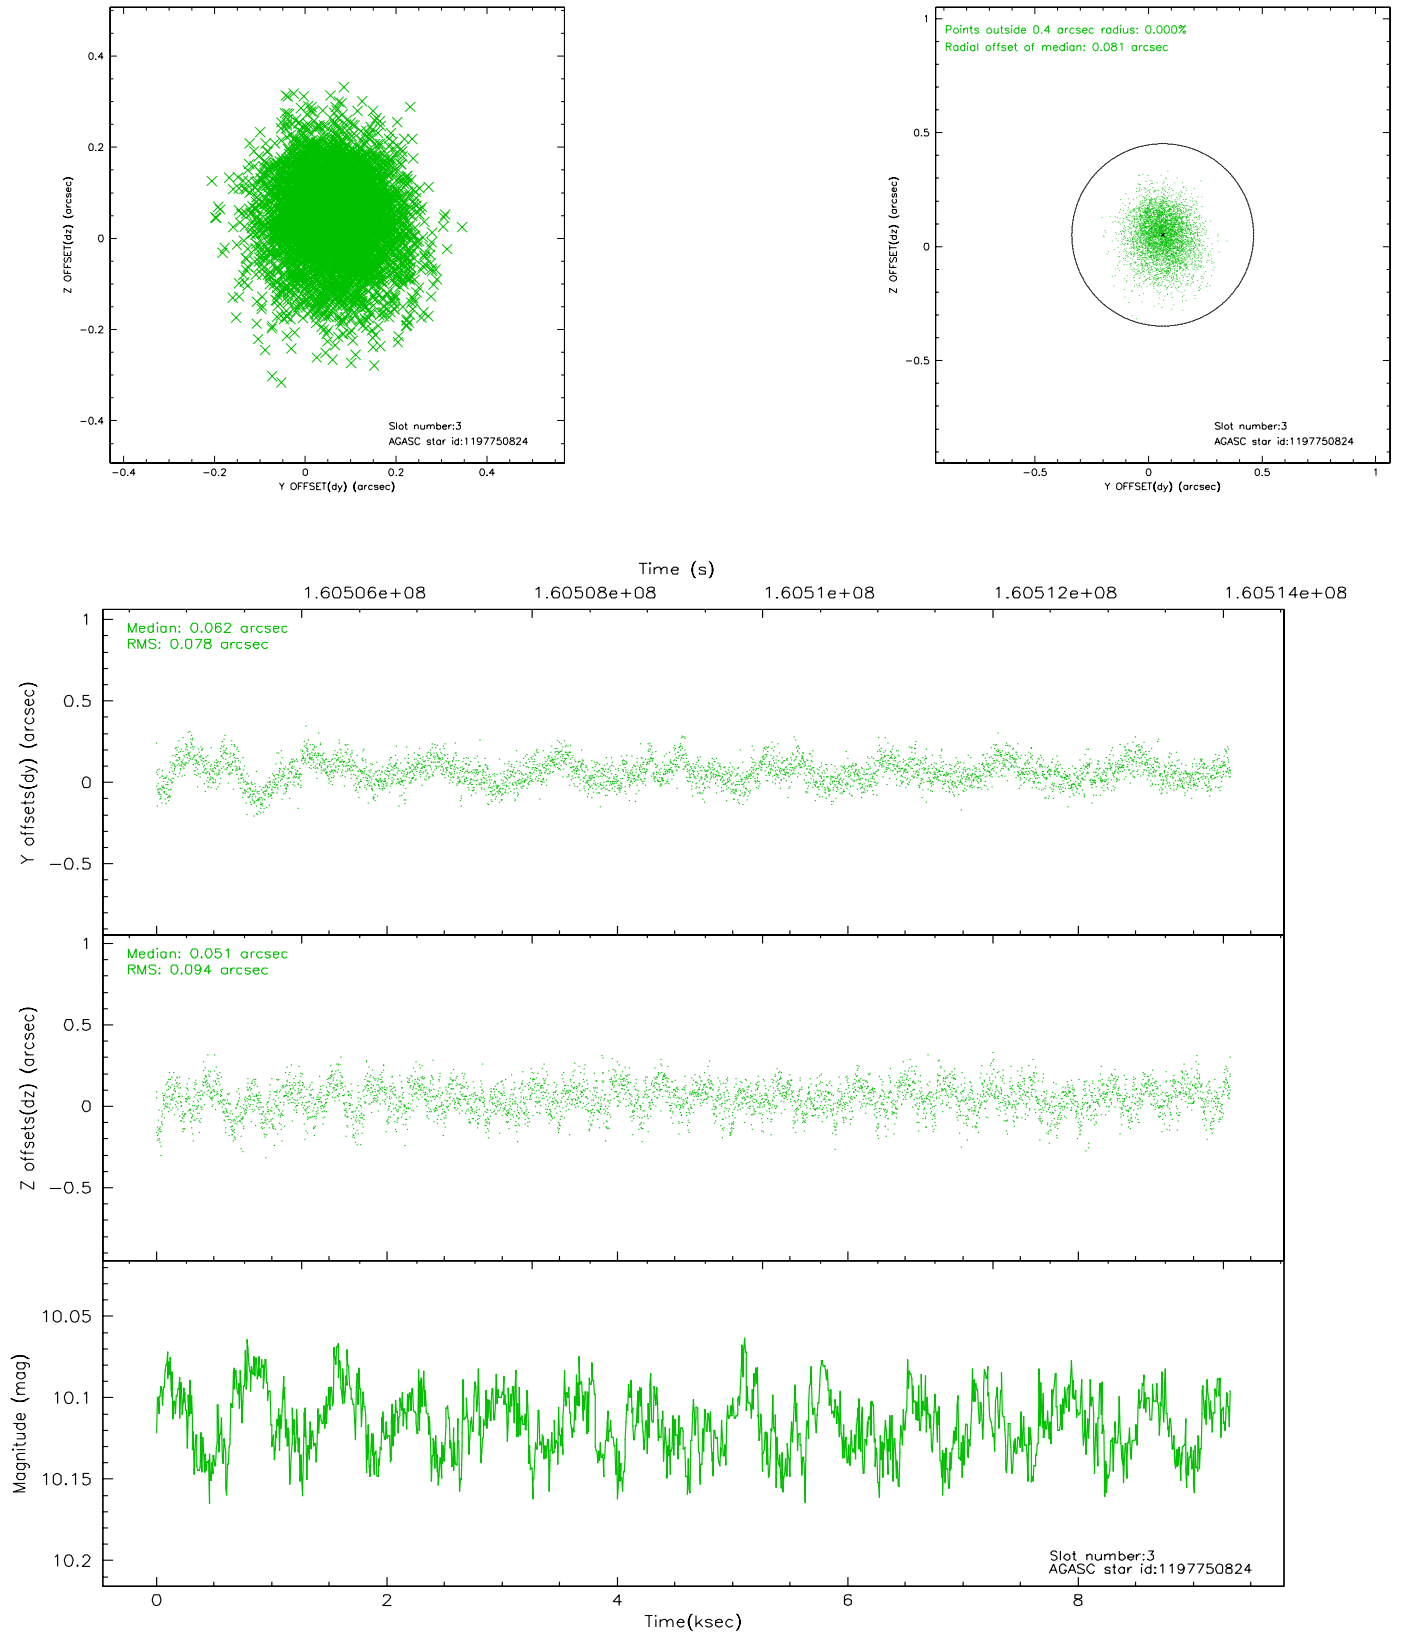 0.4
0.2
0
-0.2
-0.4
Z OFFSET(dz) (arcsec)
Slot number:3
AGASC star id:1197750824
-0.4 -0.2 0 0.2 0.4
Y OFFSET(dy) (arcsec)
Points outside 0.4 arcsec radius: 0.000%
Radial offset of median: 0.081 arcsec
1
0.5
0
-0.5
Z OFFSET(dz) (arcsec)
Slot number:3
AGASC star id:1197750824
-0.5 0 0.5 1
Y OFFSET(dy) (arcsec)
Time (s)
1.60506e+08 1.60508e+08 1.6051e+08 1.60512e+08 1.60514e+08
Median: 0.062 arcsec
RMS: 0.078 arcsec
1
0.5
0
-0.5
Y offsets(dy) (arcsec)
Median: 0.051 arcsec
RMS: 0.094 arcsec
1
0.5
0
-0.5
Z offsets(dz) (arcsec)
10.05
10.1
10.15
10.2
Magnitude (mag)
Slot number:3
AGASC star id:1197750824
0 2 4 6 8
Time(ksec)